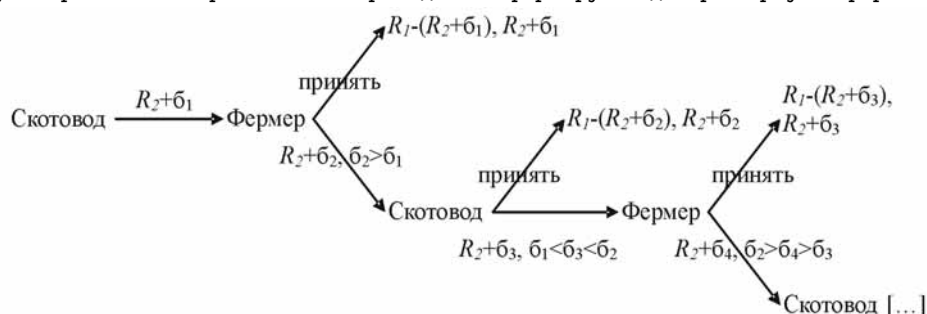 R₁-(R₂+б₁), R₂+б₁
принять
Скотовод
R₂+б₁
Фермер
R₂+б₂, б₂>б₁
R₁-(R₂+б₂), R₂+б₂
принять
Скотовод
R₂+б₃, б₁<б₃<б₂
Фермер
R₁-(R₂+б₃),
R₂+б₃
принять
R₂+б₄, б₂>б₄>б₃
Скотовод [...]